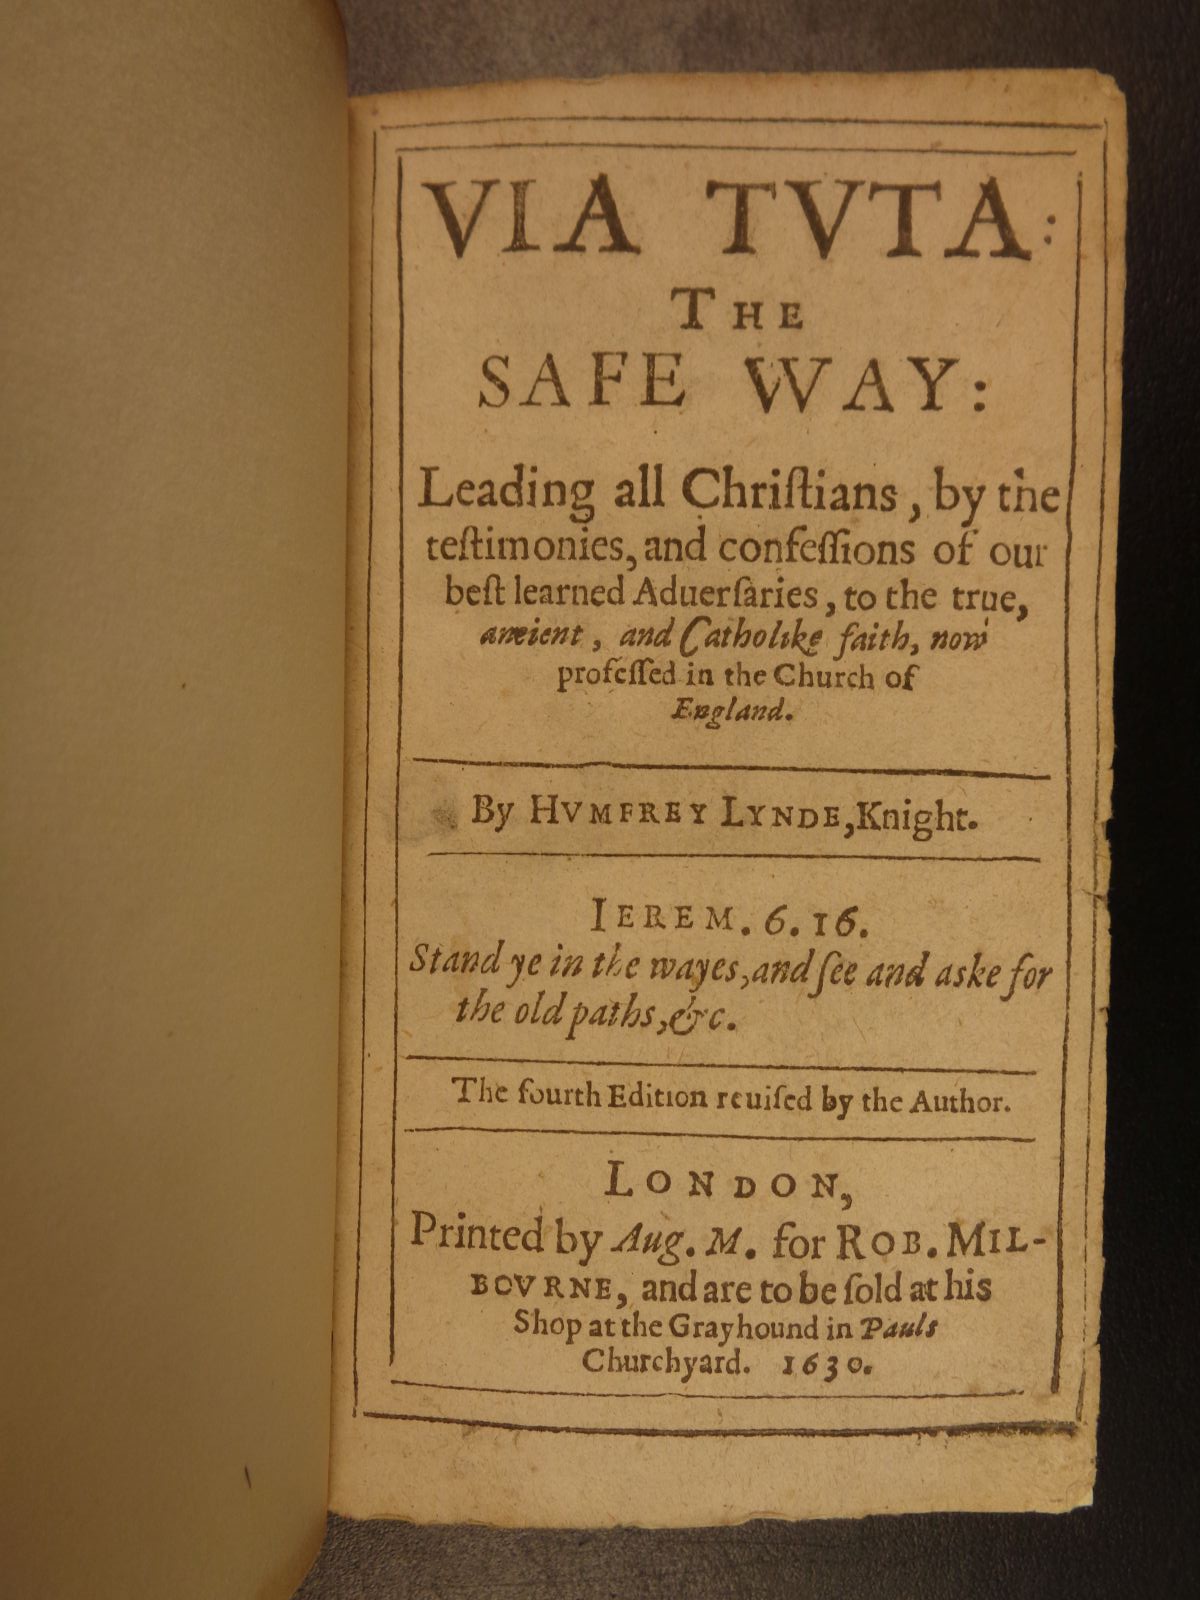 VIA TVTA:
THE
SAFE WAY:
Leading all Chriſtians, by the
teſtimonies, and confeſſions of our
beſt learned Aduerſaries, to the true,
ancient, and Catholike faith, now
profeſſed in the Church of
England.
By HVMFREY LYNDE, Knight.
IEREM. 6. 16.
Stand ye in the wayes, and ſee and aske for
the old paths, &c.
The fourth Edition reuiſed by the Author.
LONDON,
Printed by Aug. M. for ROB. MIL-
BOVRNE, and are to be ſold at his
Shop at the Grayhound in Pauls
Churchyard. 1630.